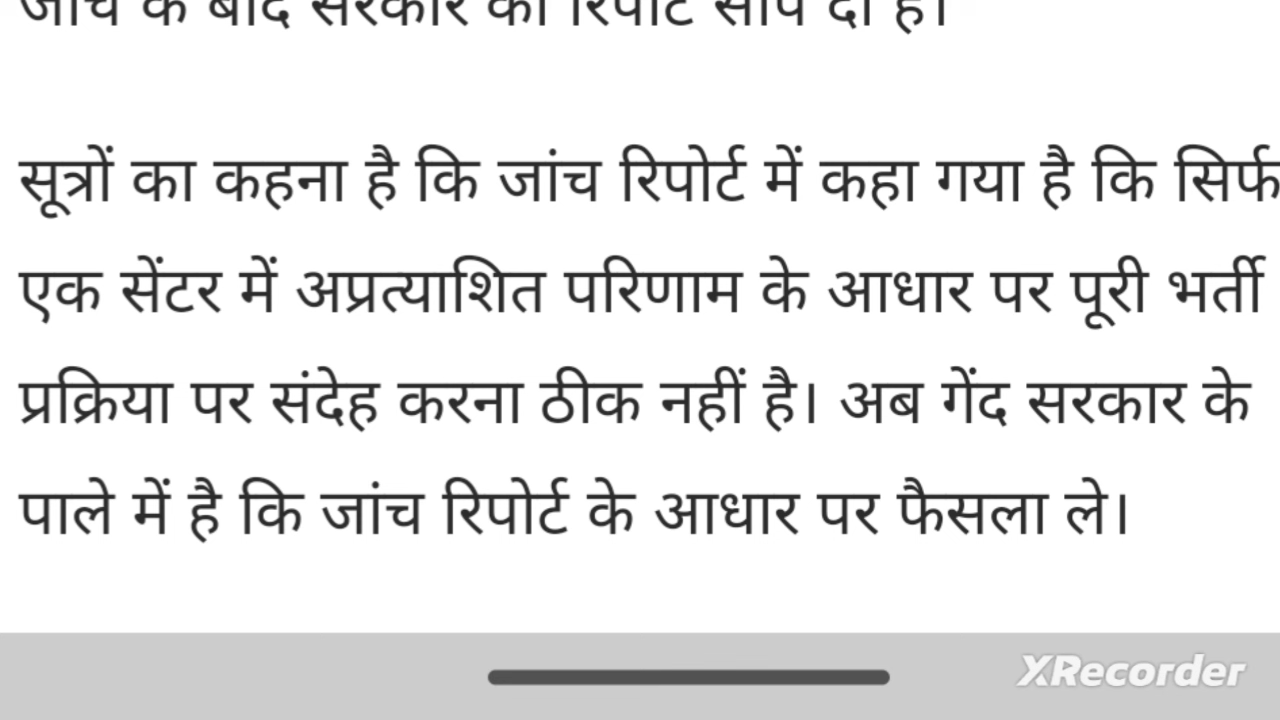 जांच के बाद सरकार को रिपोर्ट सौंप दी है।
सूत्रों का कहना है कि जांच रिपोर्ट में कहा गया है कि सिर्फ
एक सेंटर में अप्रत्याशित परिणाम के आधार पर पूरी भर्ती
प्रक्रिया पर संदेह करना ठीक नहीं है। अब गेंद सरकार के
पाले में है कि जांच रिपोर्ट के आधार पर फैसला ले।
XRecorder